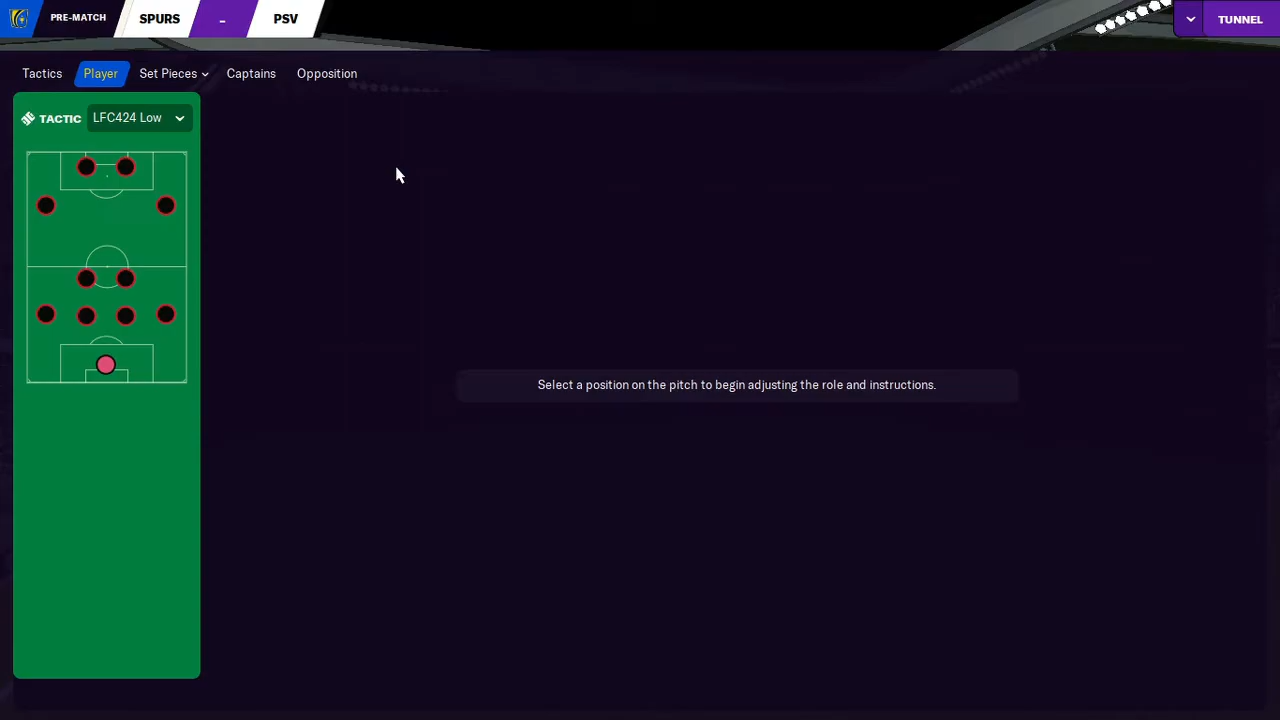 PRE-MATCH
SPURS
-
PSV
TUNNEL
Tactics
Player
Set Pieces
Captains
Opposition
TACTIC
LFC424 Low
Select a position on the pitch to begin adjusting the role and instructions.